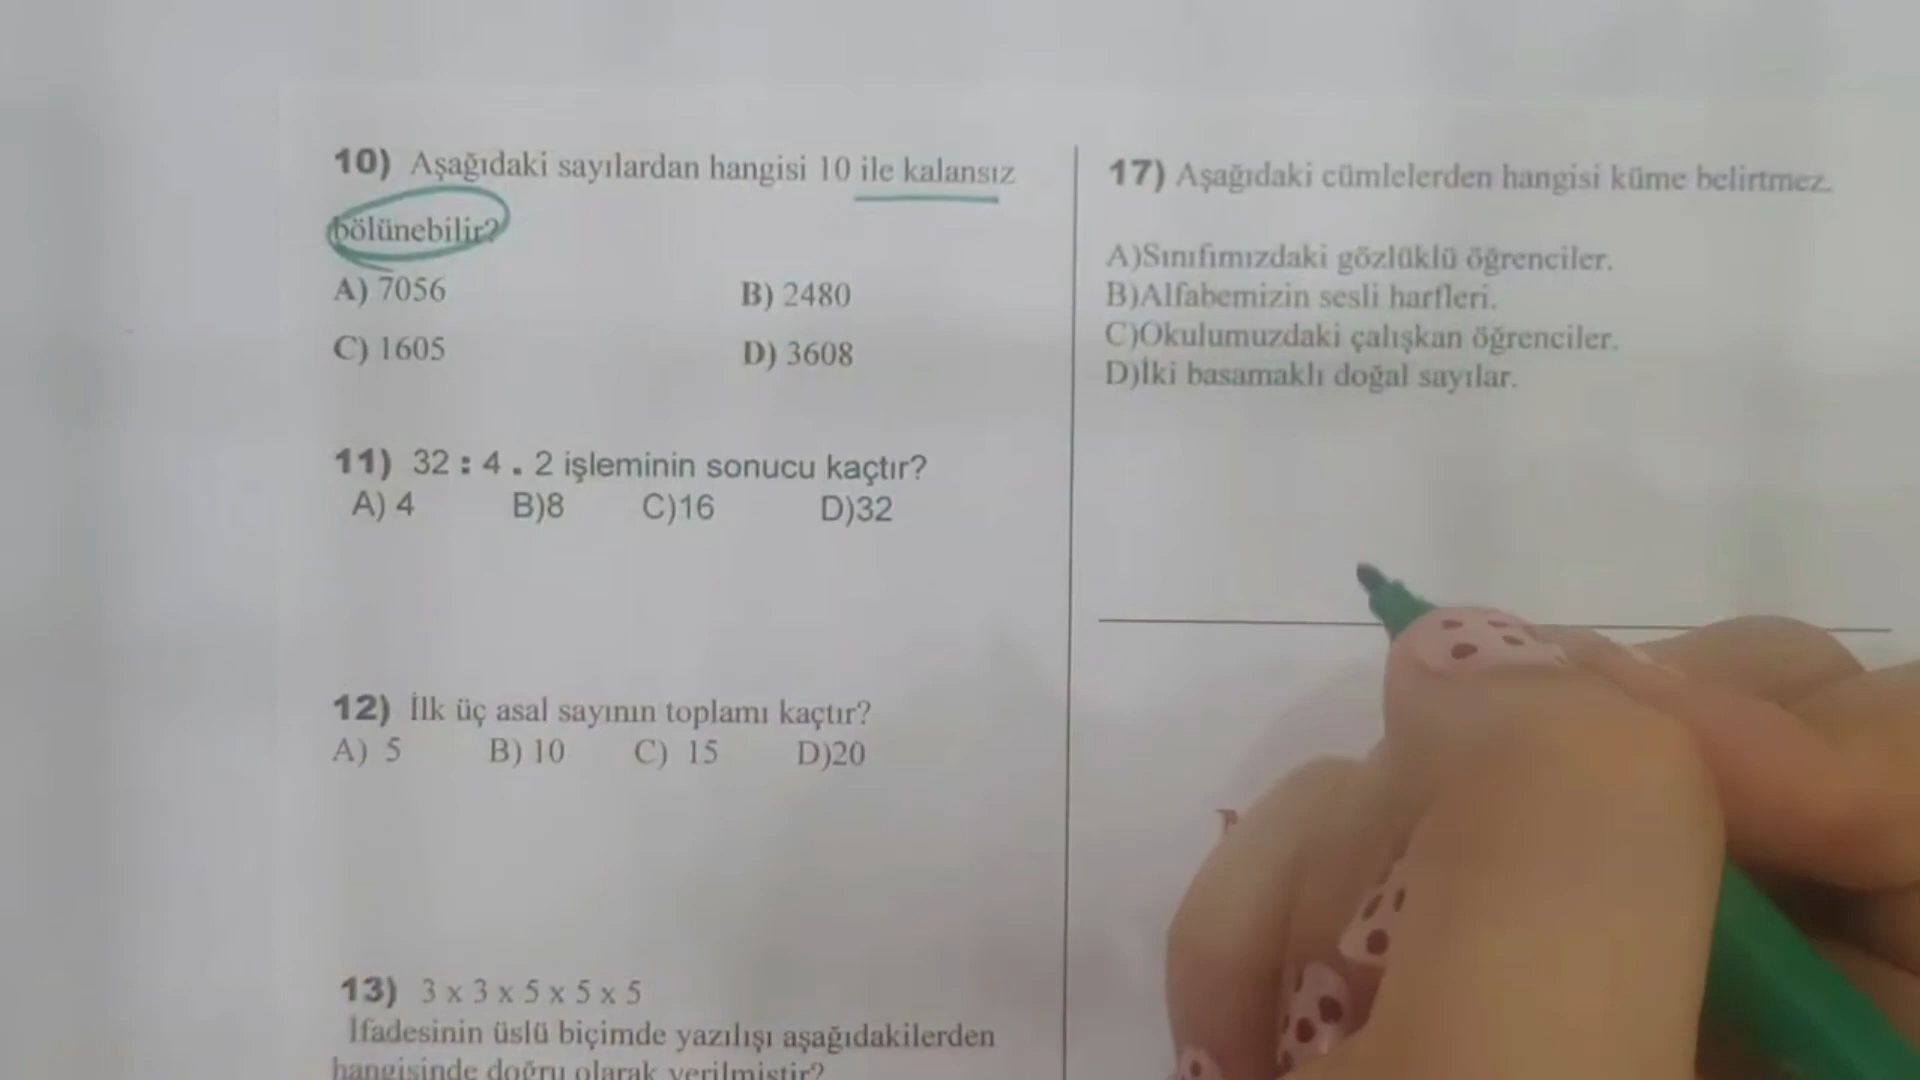 10) Aşağıdaki sayılardan hangisi 10 ile kalansız
bölünebilir?
A) 7056 B) 2480
C) 1605 D) 3608
11) 32 : 4 . 2 işleminin sonucu kaçtır?
A) 4 B)8 C)16 D)32
12) İlk üç asal sayının toplamı kaçtır?
A) 5 B) 10 C) 15 D)20
13) 3 x 3 x 5 x 5 x 5
İfadesinin üslü biçimde yazılışı aşağıdakilerden
hangisinde doğru olarak verilmiştir?
17) Aşağıdaki cümlelerden hangisi küme belirtmez.
A)Sınıfımızdaki gözlüklü öğrenciler.
B)Alfabemizin sesli harfleri.
C)Okulumuzdaki çalışkan öğrenciler.
D)İki basamaklı doğal sayılar.